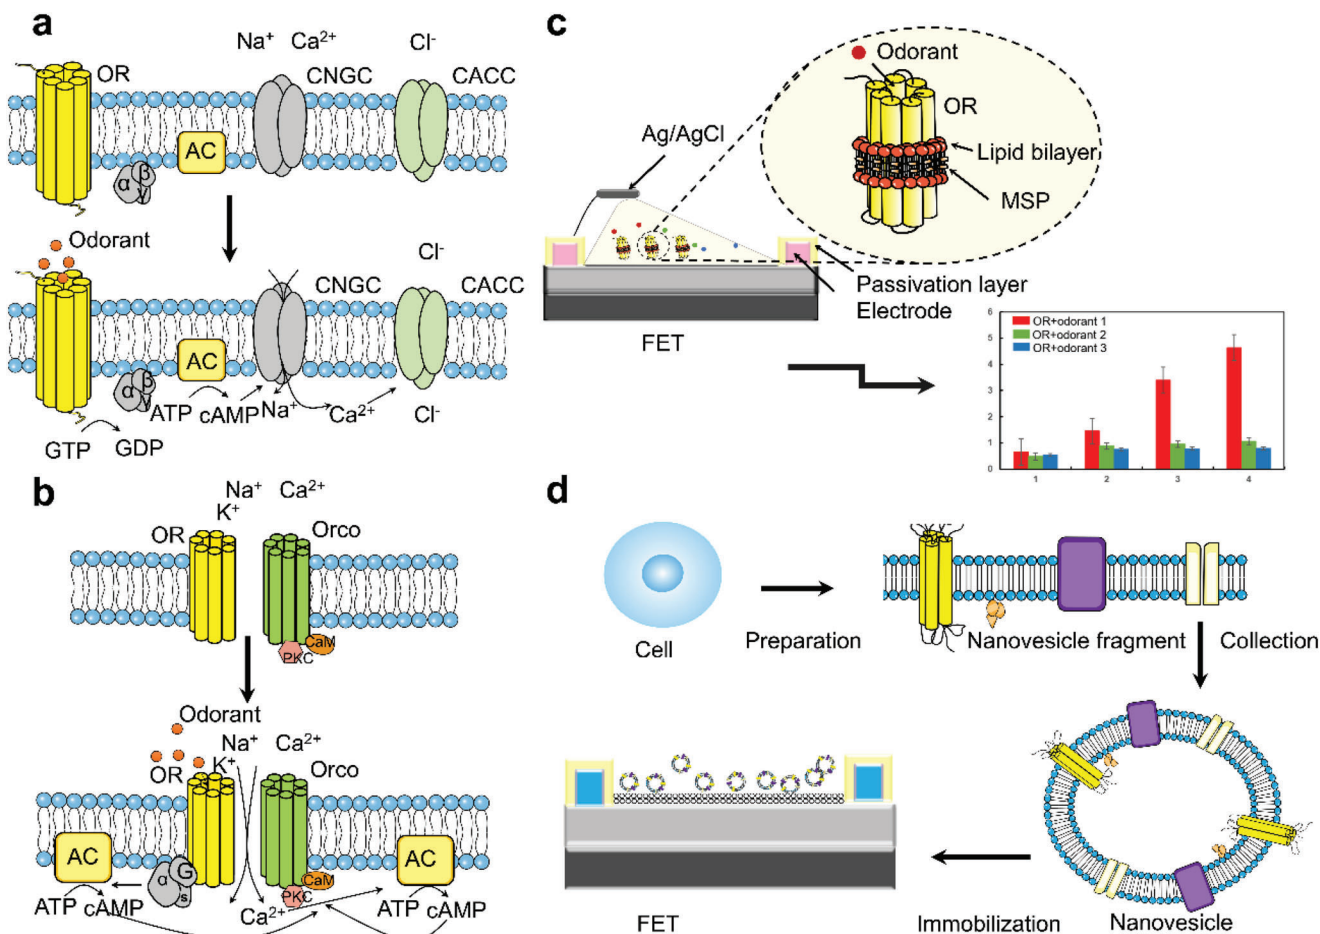 a
Na⁺ Ca²⁺ Cl⁻
OR CNGC CACC
AC
α β γ
Odorant
Cl⁻
CNGC CACC
AC
α β γ
ATP cAMP Na⁺ Ca²⁺ Cl⁻
GTP GDP
b
Na⁺ Ca²⁺
K⁺
OR Orco
CaM
PKC
Odorant
Na⁺ Ca²⁺
K⁺
OR Orco
AC AC
α G
s
CaM
PKC
ATP cAMP Ca²⁺ ATP cAMP
c
Odorant
OR
Ag/AgCl
Lipid bilayer
MSP
Passivation layer
Electrode
FET
OR+odorant 1
OR+odorant 2
OR+odorant 3
6
5
4
3
2
1
0
1 2 3 4
d
Cell
Preparation
Nanovesicle fragment
Collection
Nanovesicle
Immobilization
FET